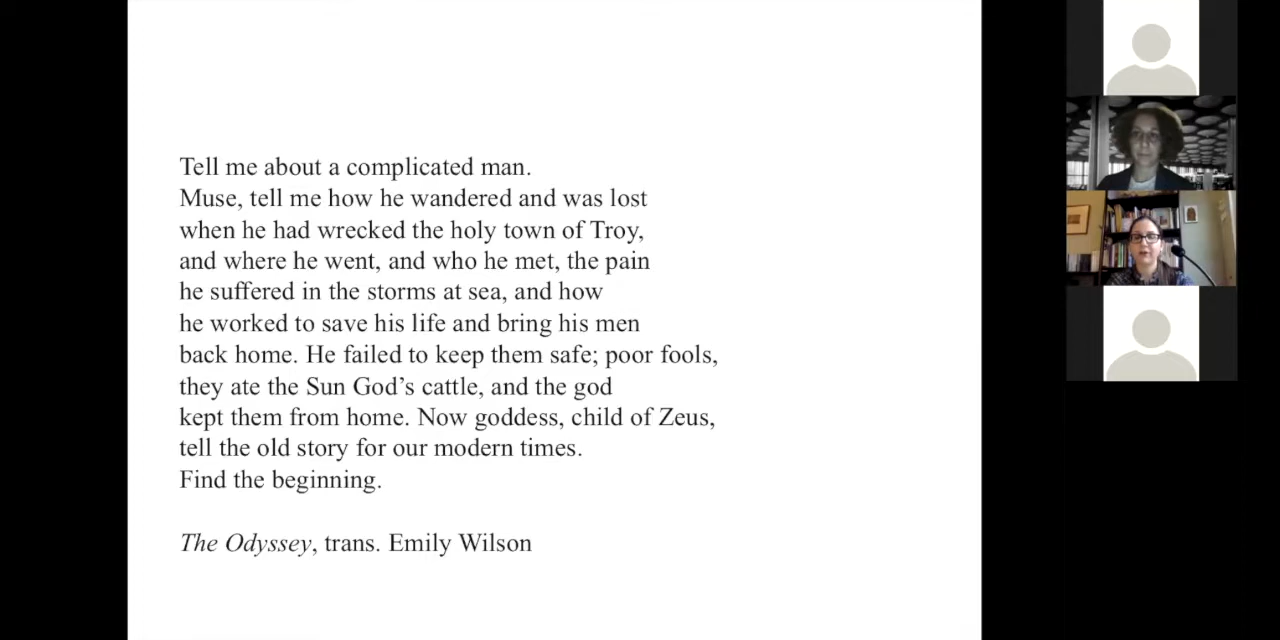 Tell me about a complicated man.
Muse, tell me how he wandered and was lost
when he had wrecked the holy town of Troy,
and where he went, and who he met, the pain
he suffered in the storms at sea, and how
he worked to save his life and bring his men
back home. He failed to keep them safe; poor fools,
they ate the Sun God’s cattle, and the god
kept them from home. Now goddess, child of Zeus,
tell the old story for our modern times.
Find the beginning.
The Odyssey, trans. Emily Wilson